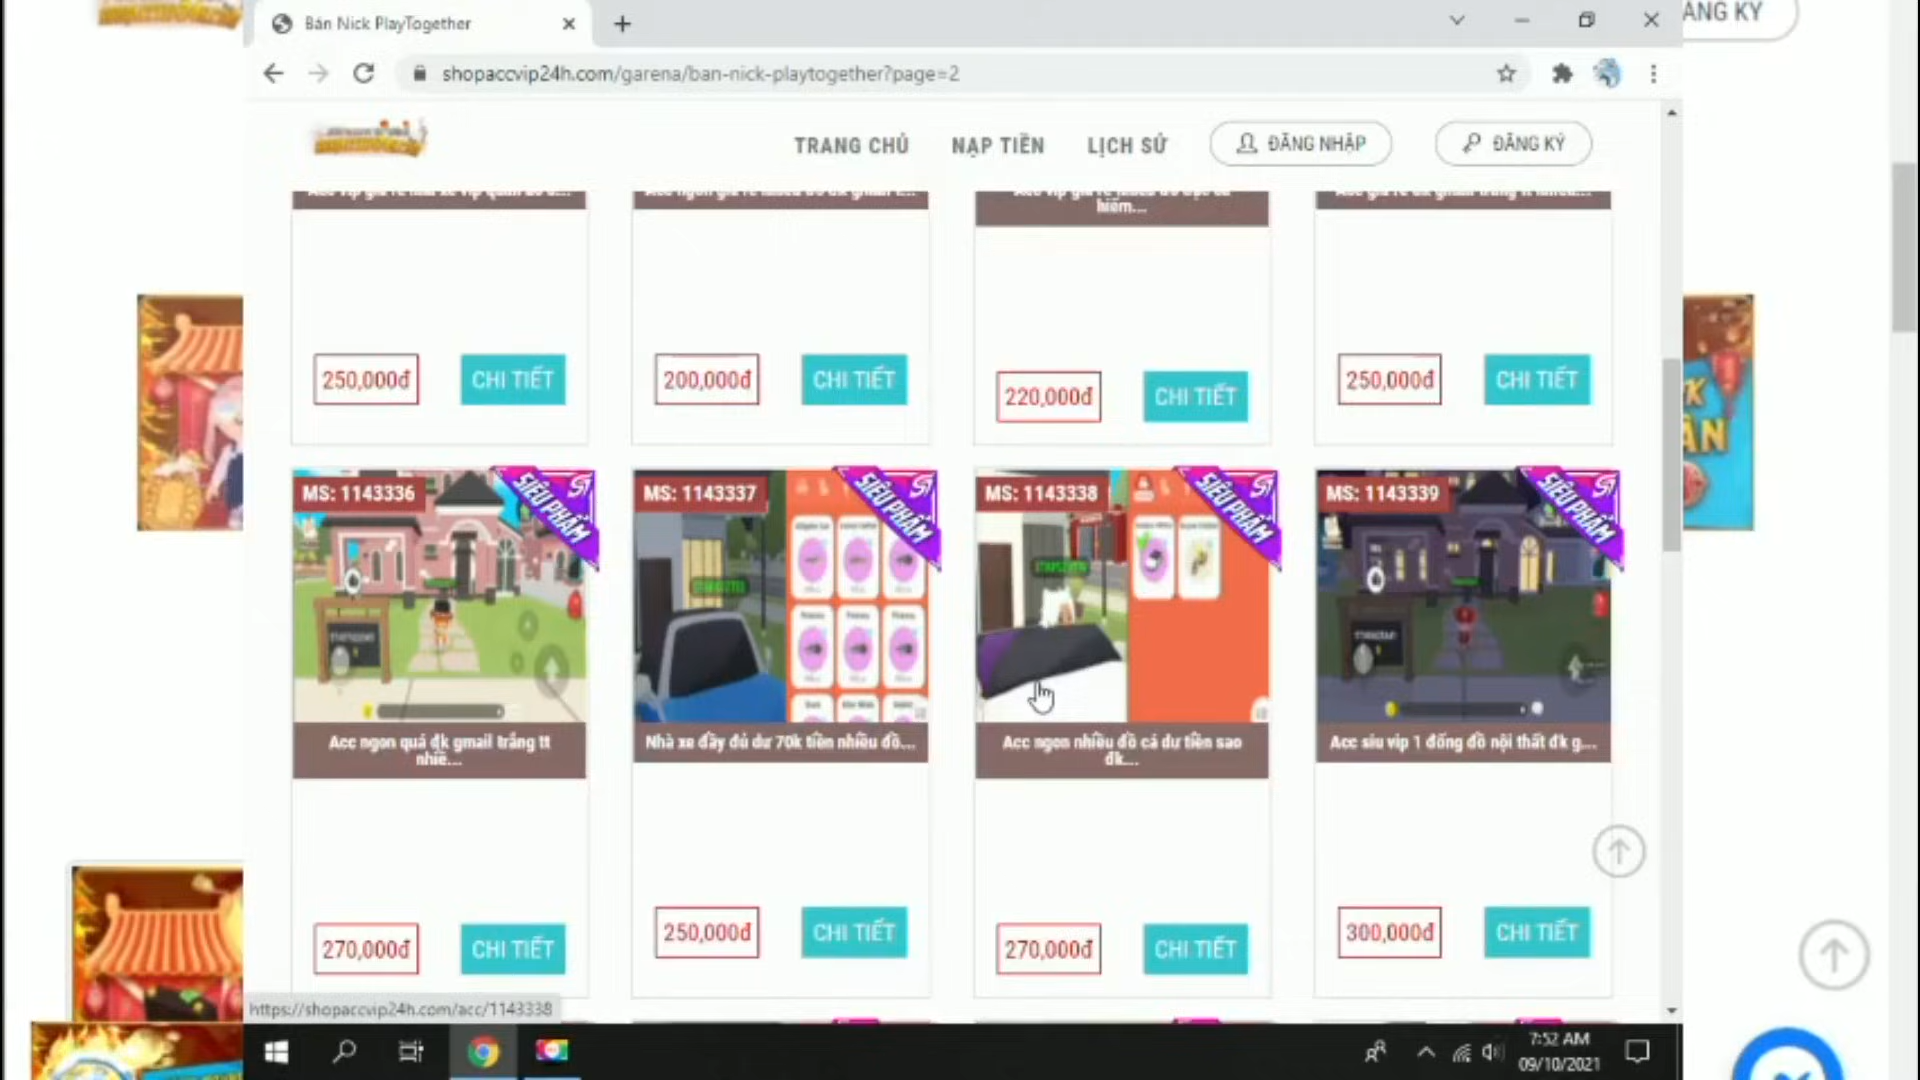 Bán Nick PlayTogether
ĂNG KÝ
shopaccvip24h.com/garena/ban-nick-playtogether?page=2
TRANG CHỦ
NẠP TIỀN
LỊCH SỬ
ĐĂNG NHẬP
ĐĂNG KÝ
hiếm...
250,000đ
CHI TIẾT
200,000đ
CHI TIẾT
220,000đ
CHI TIẾT
250,000đ
CHI TIẾT
MS: 1143336
SIÊU PHẨM
MS: 1143337
SIÊU PHẨM
MS: 1143338
SIÊU PHẨM
MS: 1143339
SIÊU PHẨM
Acc ngon quá đk gmail trắng tt
nhiề...
Nhà xe đầy đủ dư 70k tiền nhiều đồ...
Acc ngon nhiều đồ cá dư tiền sao
đk...
Acc siu vip 1 đống đồ nội thất đk g...
270,000đ
CHI TIẾT
250,000đ
CHI TIẾT
270,000đ
CHI TIẾT
300,000đ
CHI TIẾT
https://shopaccvip24h.com/acc/1143338
7:52 AM
09/10/2021